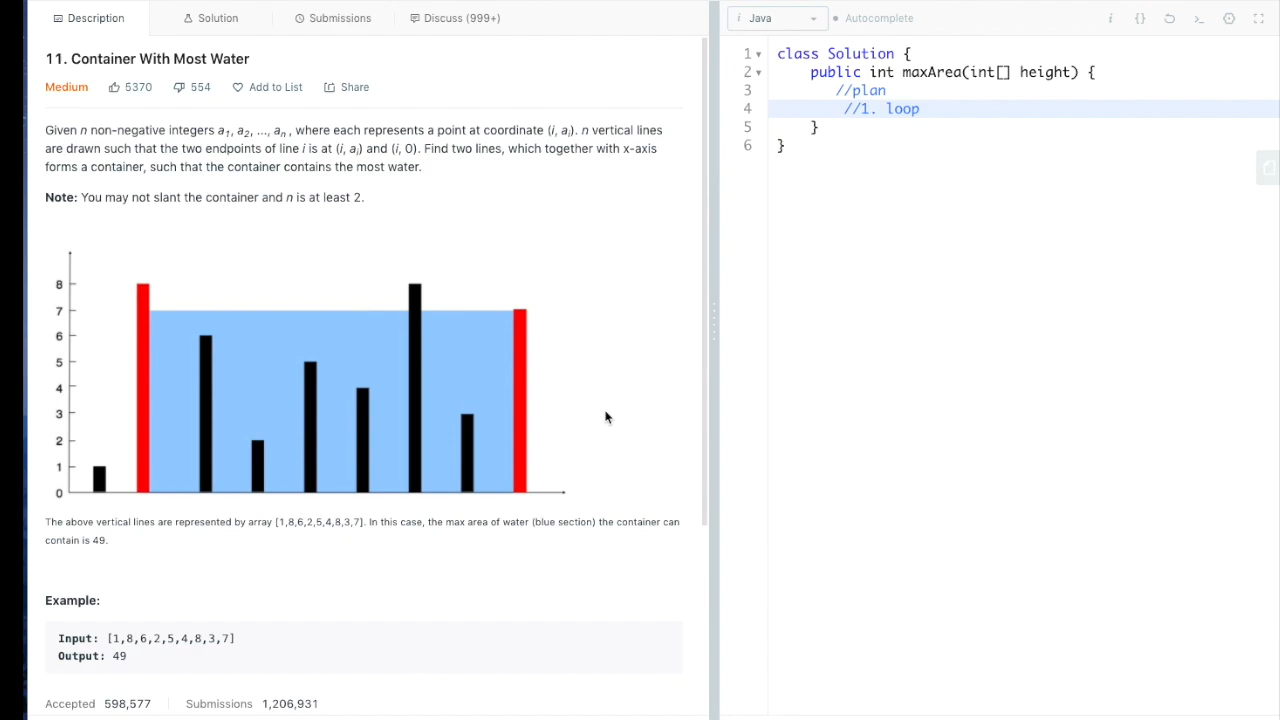 Description
Solution
Submissions
Discuss (999+)
11. Container With Most Water
Medium
5370
554
Add to List
Share
Given n non-negative integers a1, a2, ..., an , where each represents a point at coordinate (i, ai). n vertical lines
are drawn such that the two endpoints of line i is at (i, ai) and (i, 0). Find two lines, which together with x-axis
forms a container, such that the container contains the most water.
Note: You may not slant the container and n is at least 2.
8
7
6
5
4
3
2
1
0
The above vertical lines are represented by array [1,8,6,2,5,4,8,3,7]. In this case, the max area of water (blue section) the container can
contain is 49.
Example:
Input: [1,8,6,2,5,4,8,3,7]
Output: 49
Accepted 598,577
Submissions 1,206,931
i Java
Autocomplete
i {} >_
1 class Solution {
2 public int maxArea(int[] height) {
3 //plan
4 //1. loop
5 }
6 }